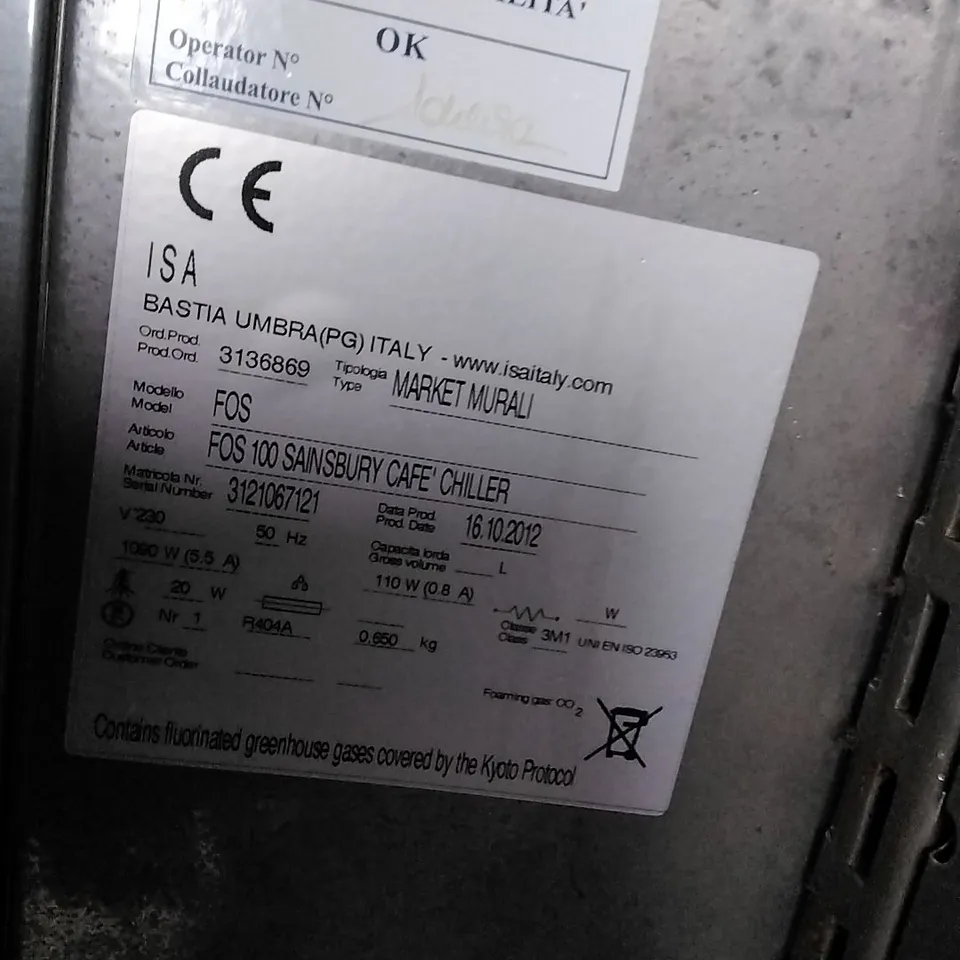 OK
Operator N°
Collaudatore N°
CE
ISA
BASTIA UMBRA(PG) ITALY - www.isaitaly.com
Ord.Prod.
Prod.Ord. 3136869 Tipologia
Type MARKET MURALI
Modello
Model FOS
Articolo
Article FOS 100 SAINSBURY CAFE' CHILLER
Matricola Nr.
Serial Number 3121067121 Data Prod.
Prod. Date 16.10.2012
V~230 50 Hz Capacita lorda
Gross volume L
1090 W (5.5 A) 110 W (0.8 A) W
20 W
Nr 1 R404A 0,650 kg Classe
Class 3M1 UNI EN ISO 23953
Ordine Cliente
Customer Order
Foaming gas: CO2
Contains fluorinated greenhouse gases covered by the Kyoto Protocol